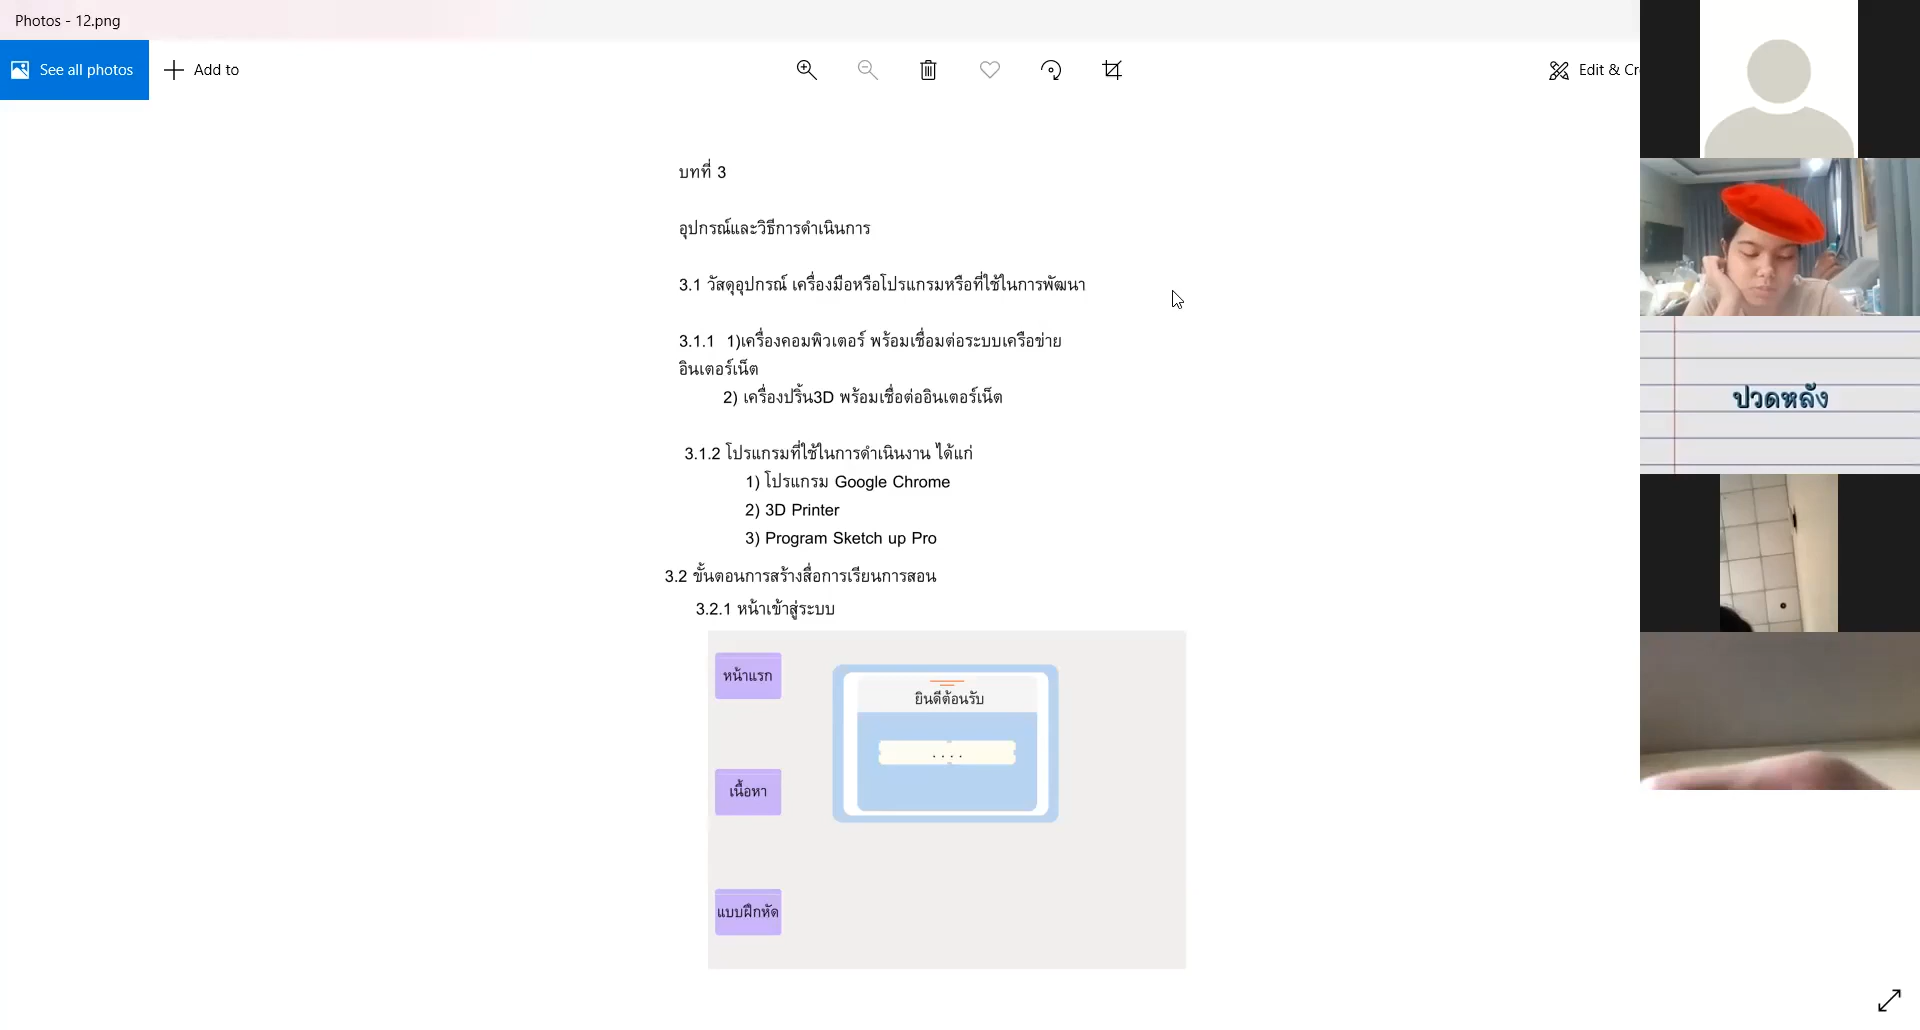 Photos - 12.png
See all photos
Add to
Edit & Cr
บทที่ 3
อุปกรณ์และวิธีการดำเนินการ
3.1 วัสดุอุปกรณ์ เครื่องมือหรือโปรแกรมหรือที่ใช้ในการพัฒนา
3.1.1 1)เครื่องคอมพิวเตอร์ พร้อมเชื่อมต่อระบบเครือข่าย
อินเตอร์เน็ต
2) เครื่องปริ้น3D พร้อมเชื่อต่ออินเตอร์เน็ต
3.1.2 โปรแกรมที่ใช้ในการดำเนินงาน ได้แก่
1) โปรแกรม Google Chrome
2) 3D Printer
3) Program Sketch up Pro
3.2 ขั้นตอนการสร้างสื่อการเรียนการสอน
3.2.1 หน้าเข้าสู่ระบบ
หน้าแรก
ยินดีต้อนรับ
. . . .
เนื้อหา
แบบฝึกหัด
ปวดหลัง